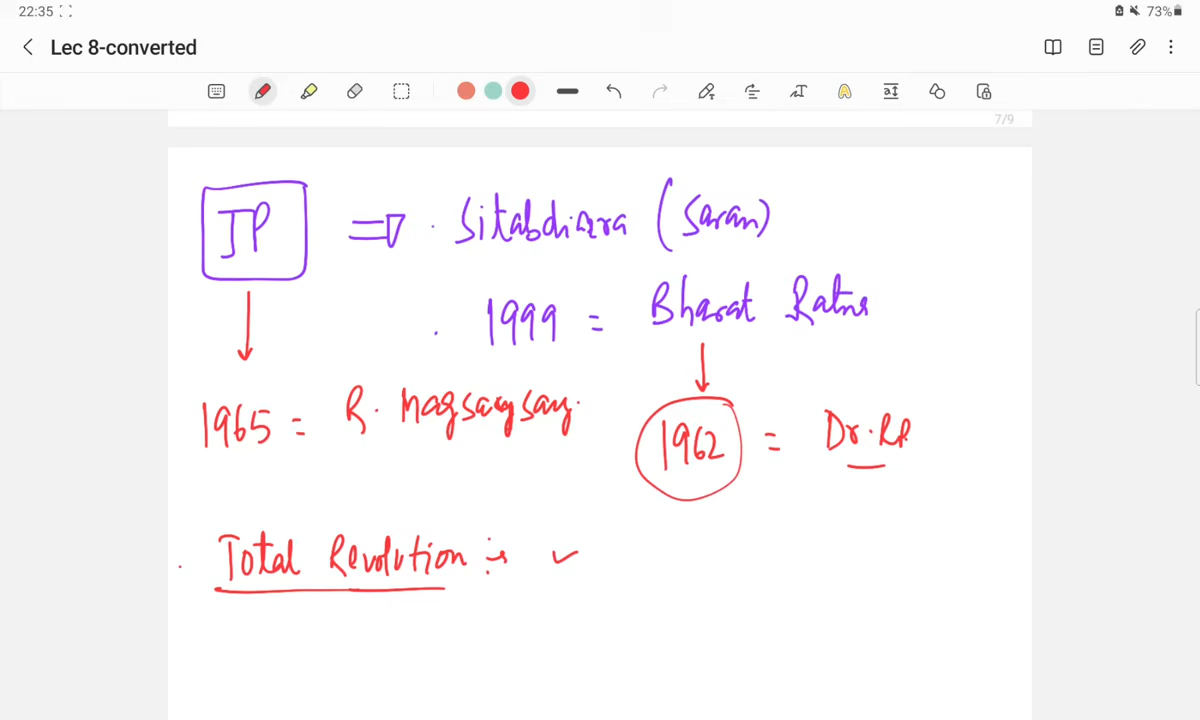 22:35
73%
Lec 8-converted
7/9
JP ⇒ · Sitabdiara (Saran)
· 1999 = Bharat Ratna
1965 = R. Magsaysay.
1962 = Dr. RP
· Total Revolution :- ✓